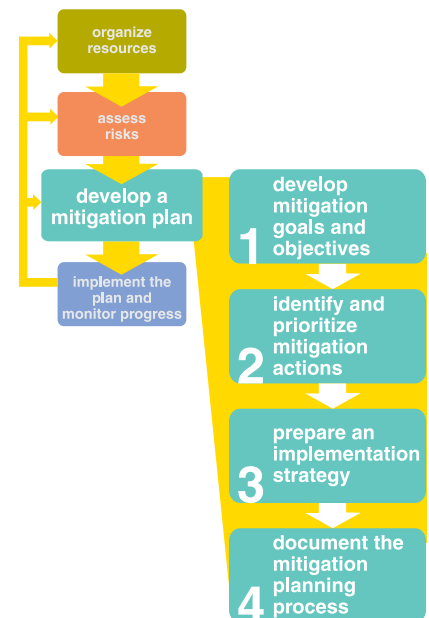 organize
resources
assess
risks
develop a
mitigation plan
implement the
plan and
monitor progress
1
develop
mitigation
goals and
objectives
2
identify and
prioritize
mitigation
actions
3
prepare an
implementation
strategy
4
document the
mitigation
planning
process